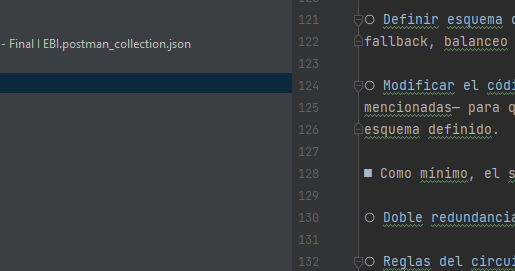 121 ○ Definir esquema
- Final I EBI.postman_collection.json
122 fallback, balanceo
123
124 ○ Modificar el códi
125 mencionadas— para q
126 esquema definido.
127
128 ■ Como mínimo, el s
129
130 ○ Doble redundancia
131
132 ○ Reglas del circui